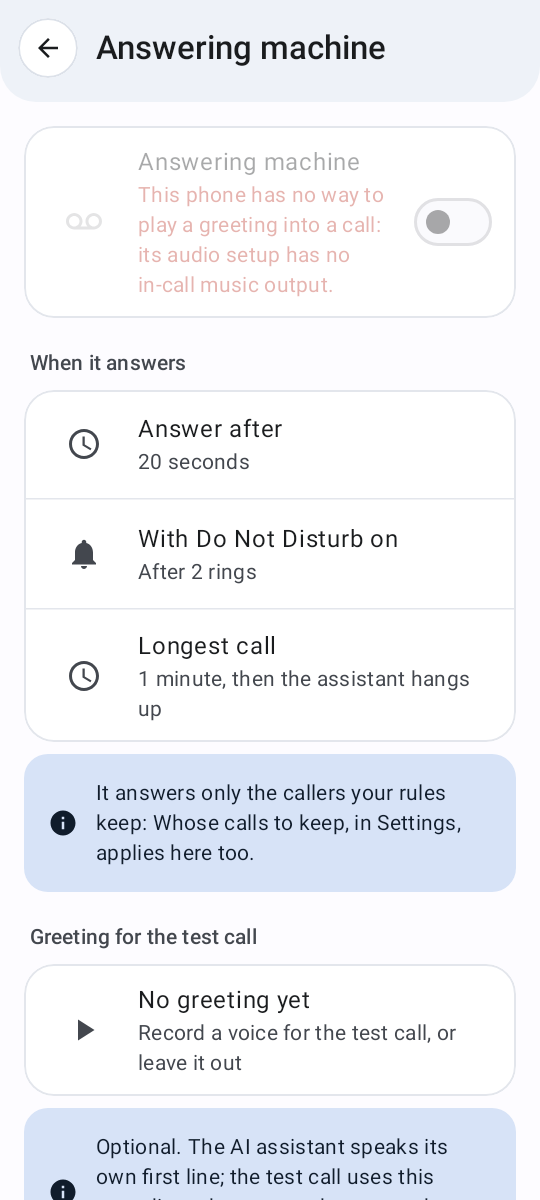 Answering machine
Answering machine
This phone has no way to
play a greeting into a call:
its audio setup has no
in-call music output.
When it answers
Answer after
20 seconds
With Do Not Disturb on
After 2 rings
Longest call
1 minute, then the assistant hangs
up
It answers only the callers your rules
keep: Whose calls to keep, in Settings,
applies here too.
Greeting for the test call
No greeting yet
Record a voice for the test call, or
leave it out
Optional. The AI assistant speaks its
own first line; the test call uses this